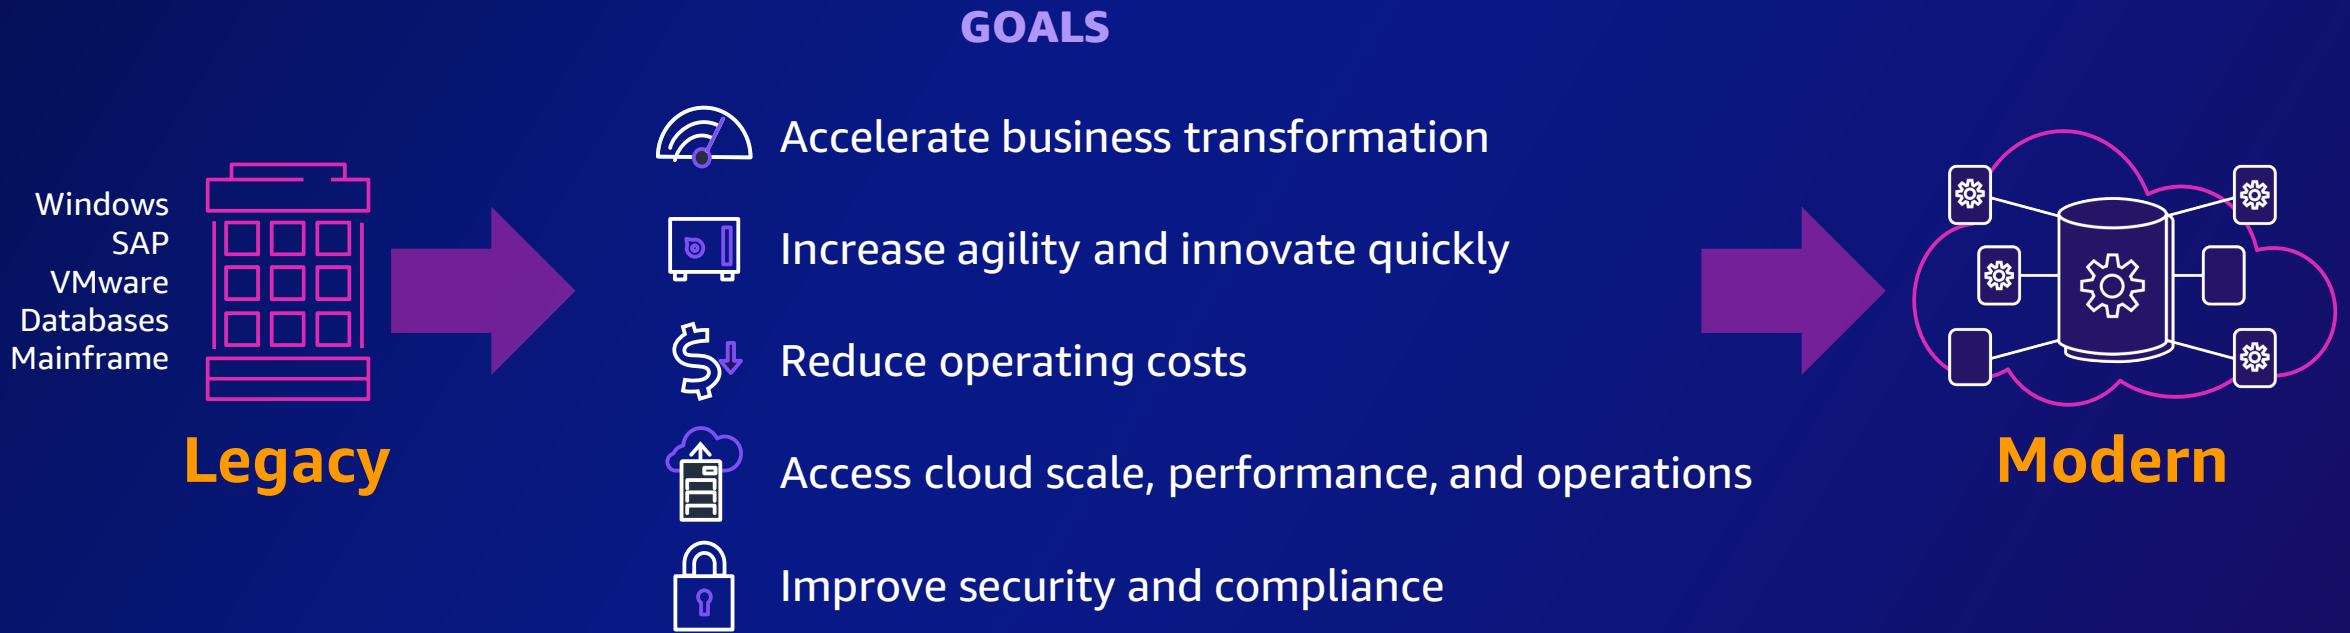 GOALS
Windows
SAP
VMware
Databases
Mainframe
Legacy
Accelerate business transformation
Increase agility and innovate quickly
Reduce operating costs
Access cloud scale, performance, and operations
Improve security and compliance
Modern